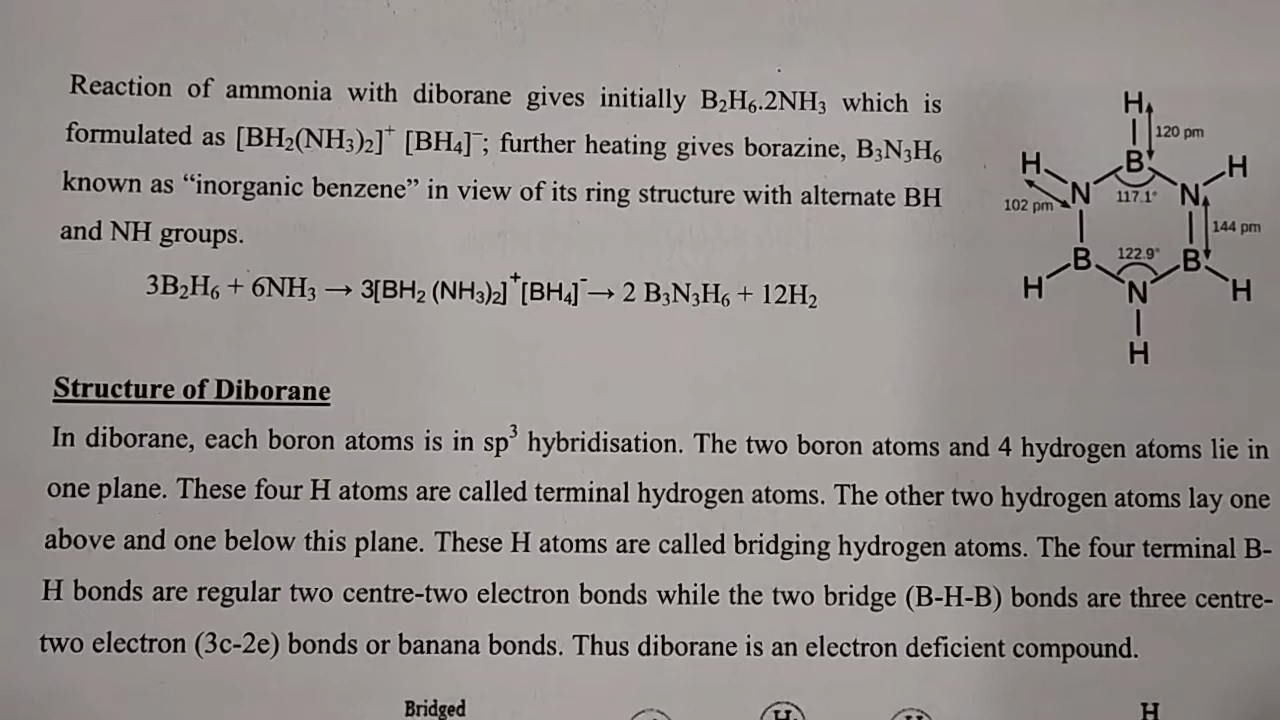 Reaction of ammonia with diborane gives initially B₂H₆.2NH₃ which is
formulated as [BH₂(NH₃)₂]⁺ [BH₄]⁻; further heating gives borazine, B₃N₃H₆
known as “inorganic benzene” in view of its ring structure with alternate BH
and NH groups.
3B₂H₆ + 6NH₃ → 3[BH₂ (NH₃)₂]⁺[BH₄]⁻→ 2 B₃N₃H₆ + 12H₂
H
120 pm
H B H
N 117.1° N
102 pm
144 pm
B 122.9° B
H N H
H
Structure of Diborane
In diborane, each boron atoms is in sp³ hybridisation. The two boron atoms and 4 hydrogen atoms lie in
one plane. These four H atoms are called terminal hydrogen atoms. The other two hydrogen atoms lay one
above and one below this plane. These H atoms are called bridging hydrogen atoms. The four terminal B-
H bonds are regular two centre-two electron bonds while the two bridge (B-H-B) bonds are three centre-
two electron (3c-2e) bonds or banana bonds. Thus diborane is an electron deficient compound.
Bridged
H